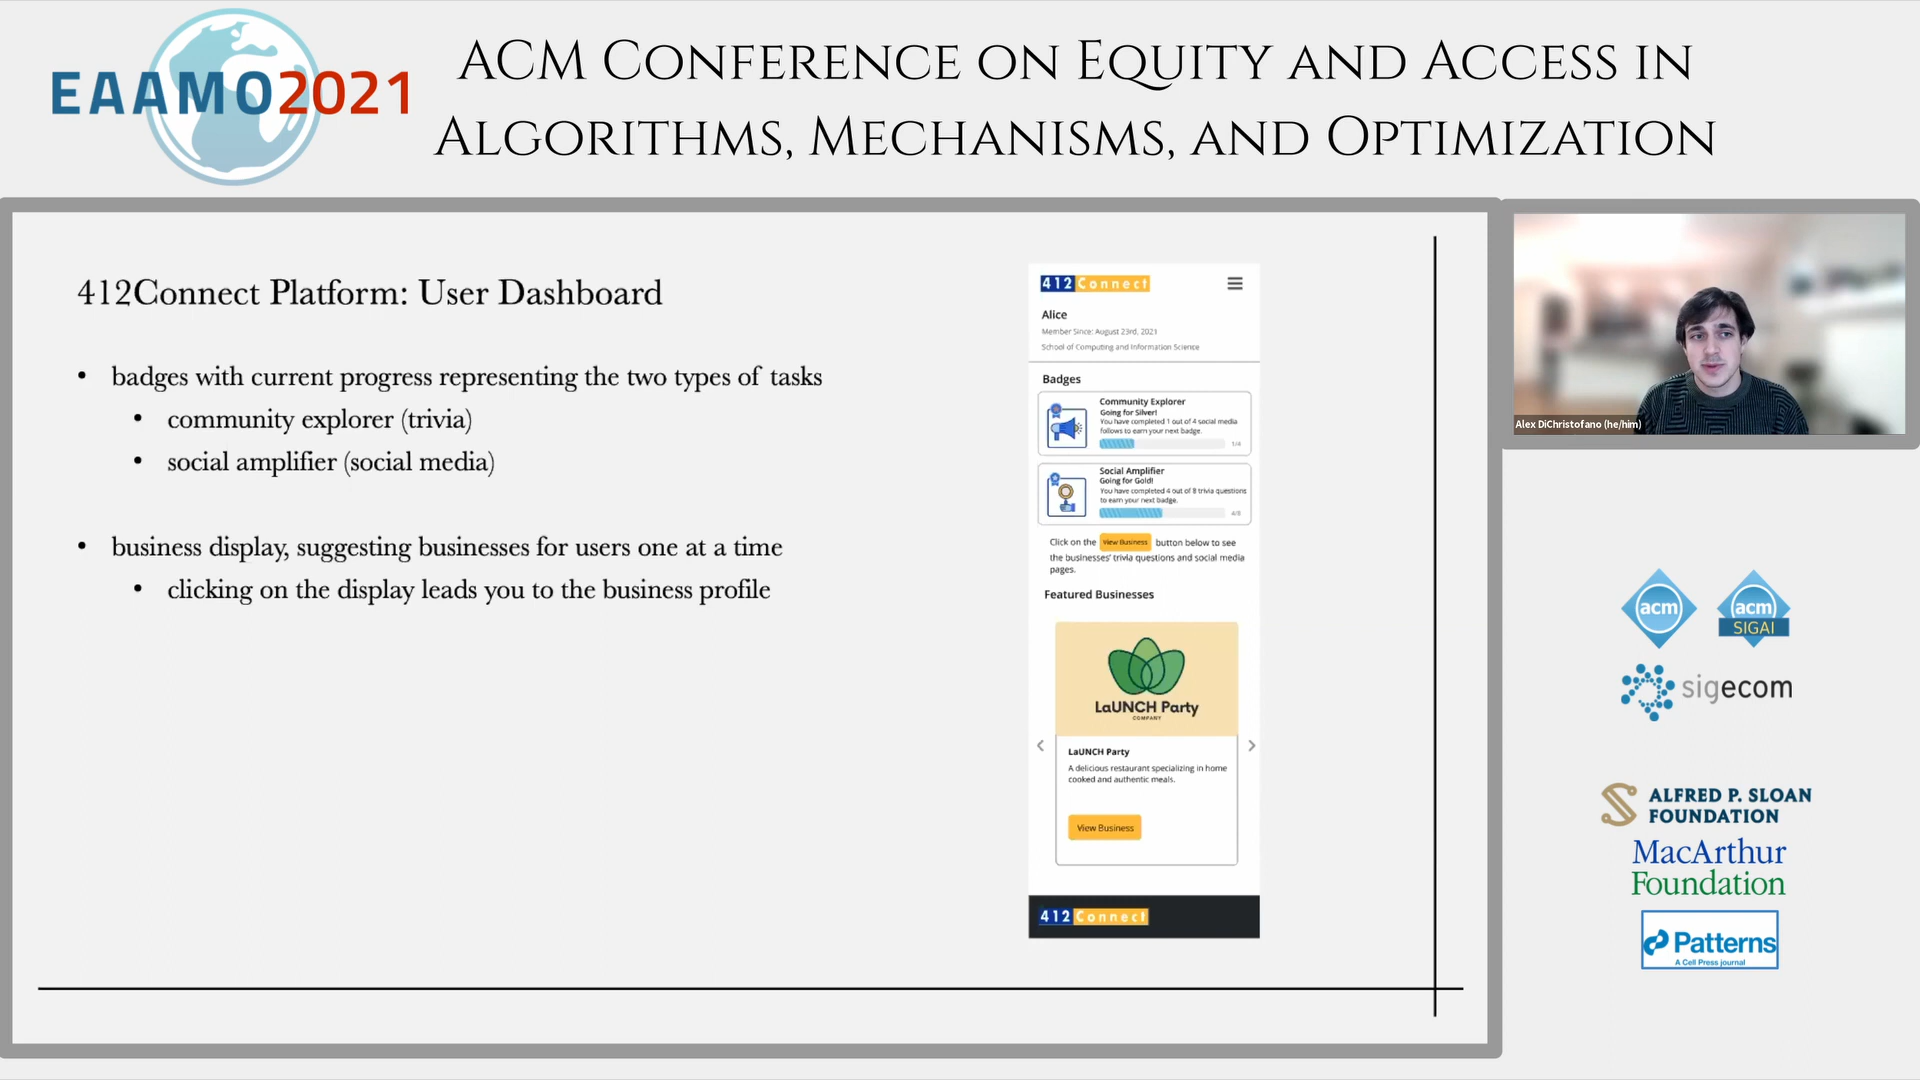 EAAMO2021
ACM Conference on Equity and Access in
Algorithms, Mechanisms, and Optimization
412Connect Platform: User Dashboard
• badges with current progress representing the two types of tasks
• community explorer (trivia)
• social amplifier (social media)
• business display, suggesting businesses for users one at a time
• clicking on the display leads you to the business profile
412 Connect
Alice
Member Since: August 23rd, 2021
School of Computing and Information Science
Badges
Community Explorer
Going for Silver!
You have completed 1 out of 4 social media
follows to earn your next badge.
1/4
Social Amplifier
Going for Gold!
You have completed 4 out of 8 trivia questions
to earn your next badge.
4/8
Click on the View Business button below to see
the businesses' trivia questions and social media
pages.
Featured Businesses
LaUNCH Party
COMPANY
LaUNCH Party
A delicious restaurant specializing in home
cooked and authentic meals.
View Business
412 Connect
Alex DiChristofano (he/him)
acm
acm
SIGAI
sigecom
ALFRED P. SLOAN
FOUNDATION
MacArthur
Foundation
Patterns
A Cell Press journal